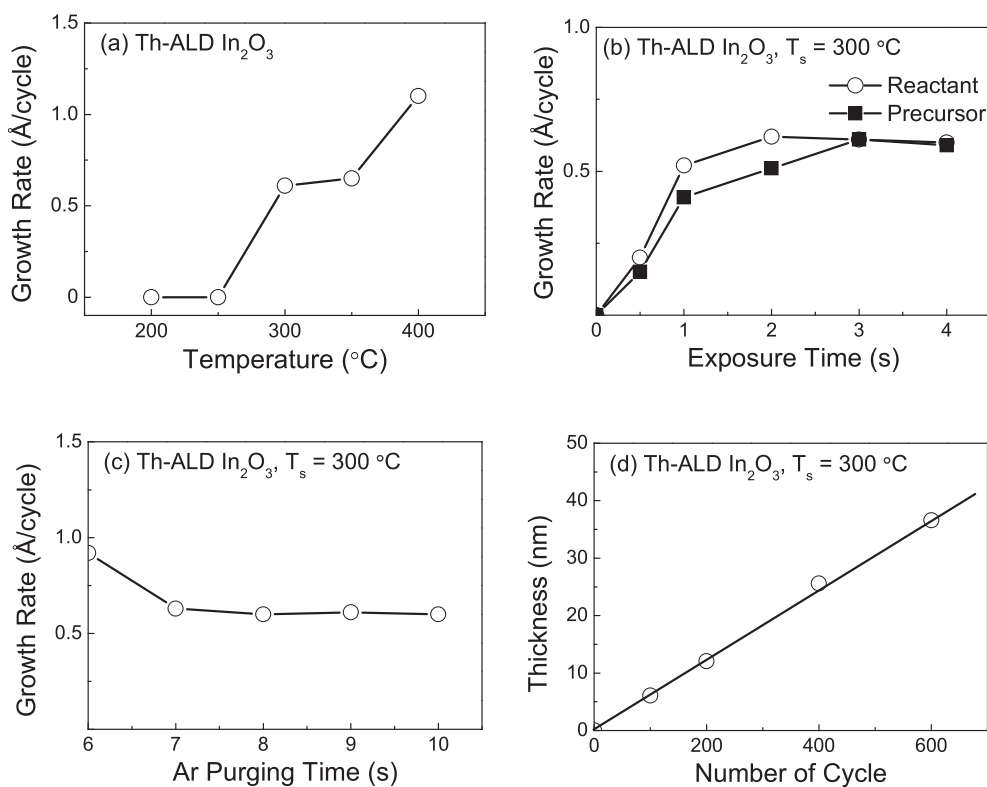 (a) Th-ALD In₂O₃
1.5
1.0
0.5
0
Growth Rate (Å/cycle)
200
300
400
Temperature (°C)
(b) Th-ALD In₂O₃, Tₛ = 300 °C
Reactant
Precursor
1.0
0.5
Growth Rate (Å/cycle)
0
1
2
3
4
Exposure Time (s)
(c) Th-ALD In₂O₃, Tₛ = 300 °C
1.5
1.0
0.5
Growth Rate (Å/cycle)
6
7
8
9
10
Ar Purging Time (s)
(d) Th-ALD In₂O₃, Tₛ = 300 °C
50
40
30
20
10
0
Thickness (nm)
0
200
400
600
Number of Cycle